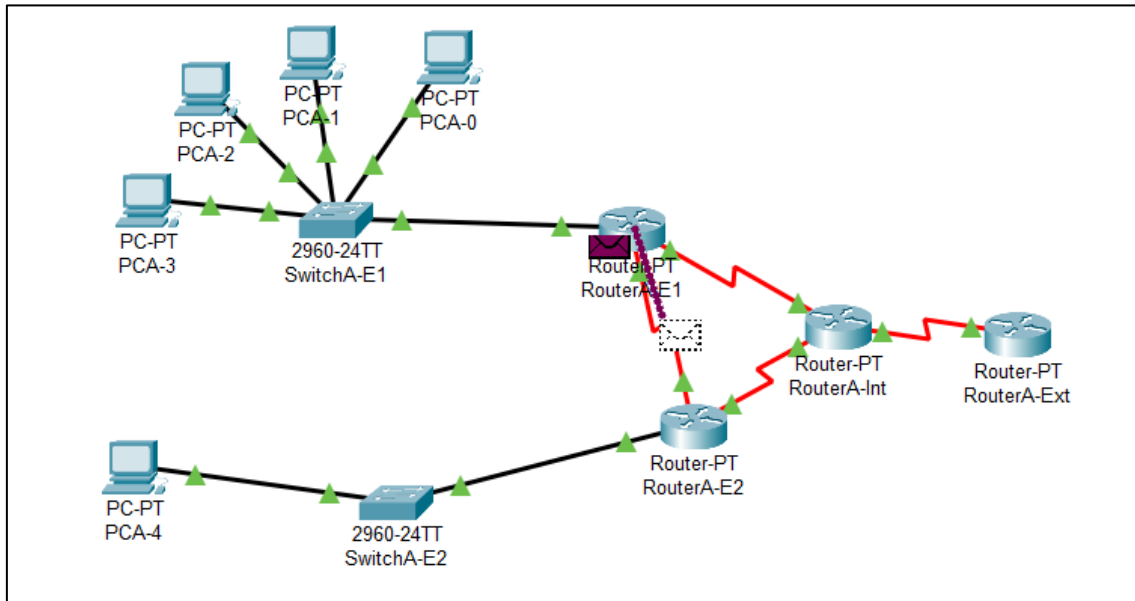 PC-PT
PCA-1
PC-PT
PCA-0
PC-PT
PCA-2
PC-PT
PCA-3
2960-24TT
SwitchA-E1
Router-PT
RouterA-E1
Router-PT
RouterA-Int
Router-PT
RouterA-Ext
Router-PT
RouterA-E2
PC-PT
PCA-4
2960-24TT
SwitchA-E2